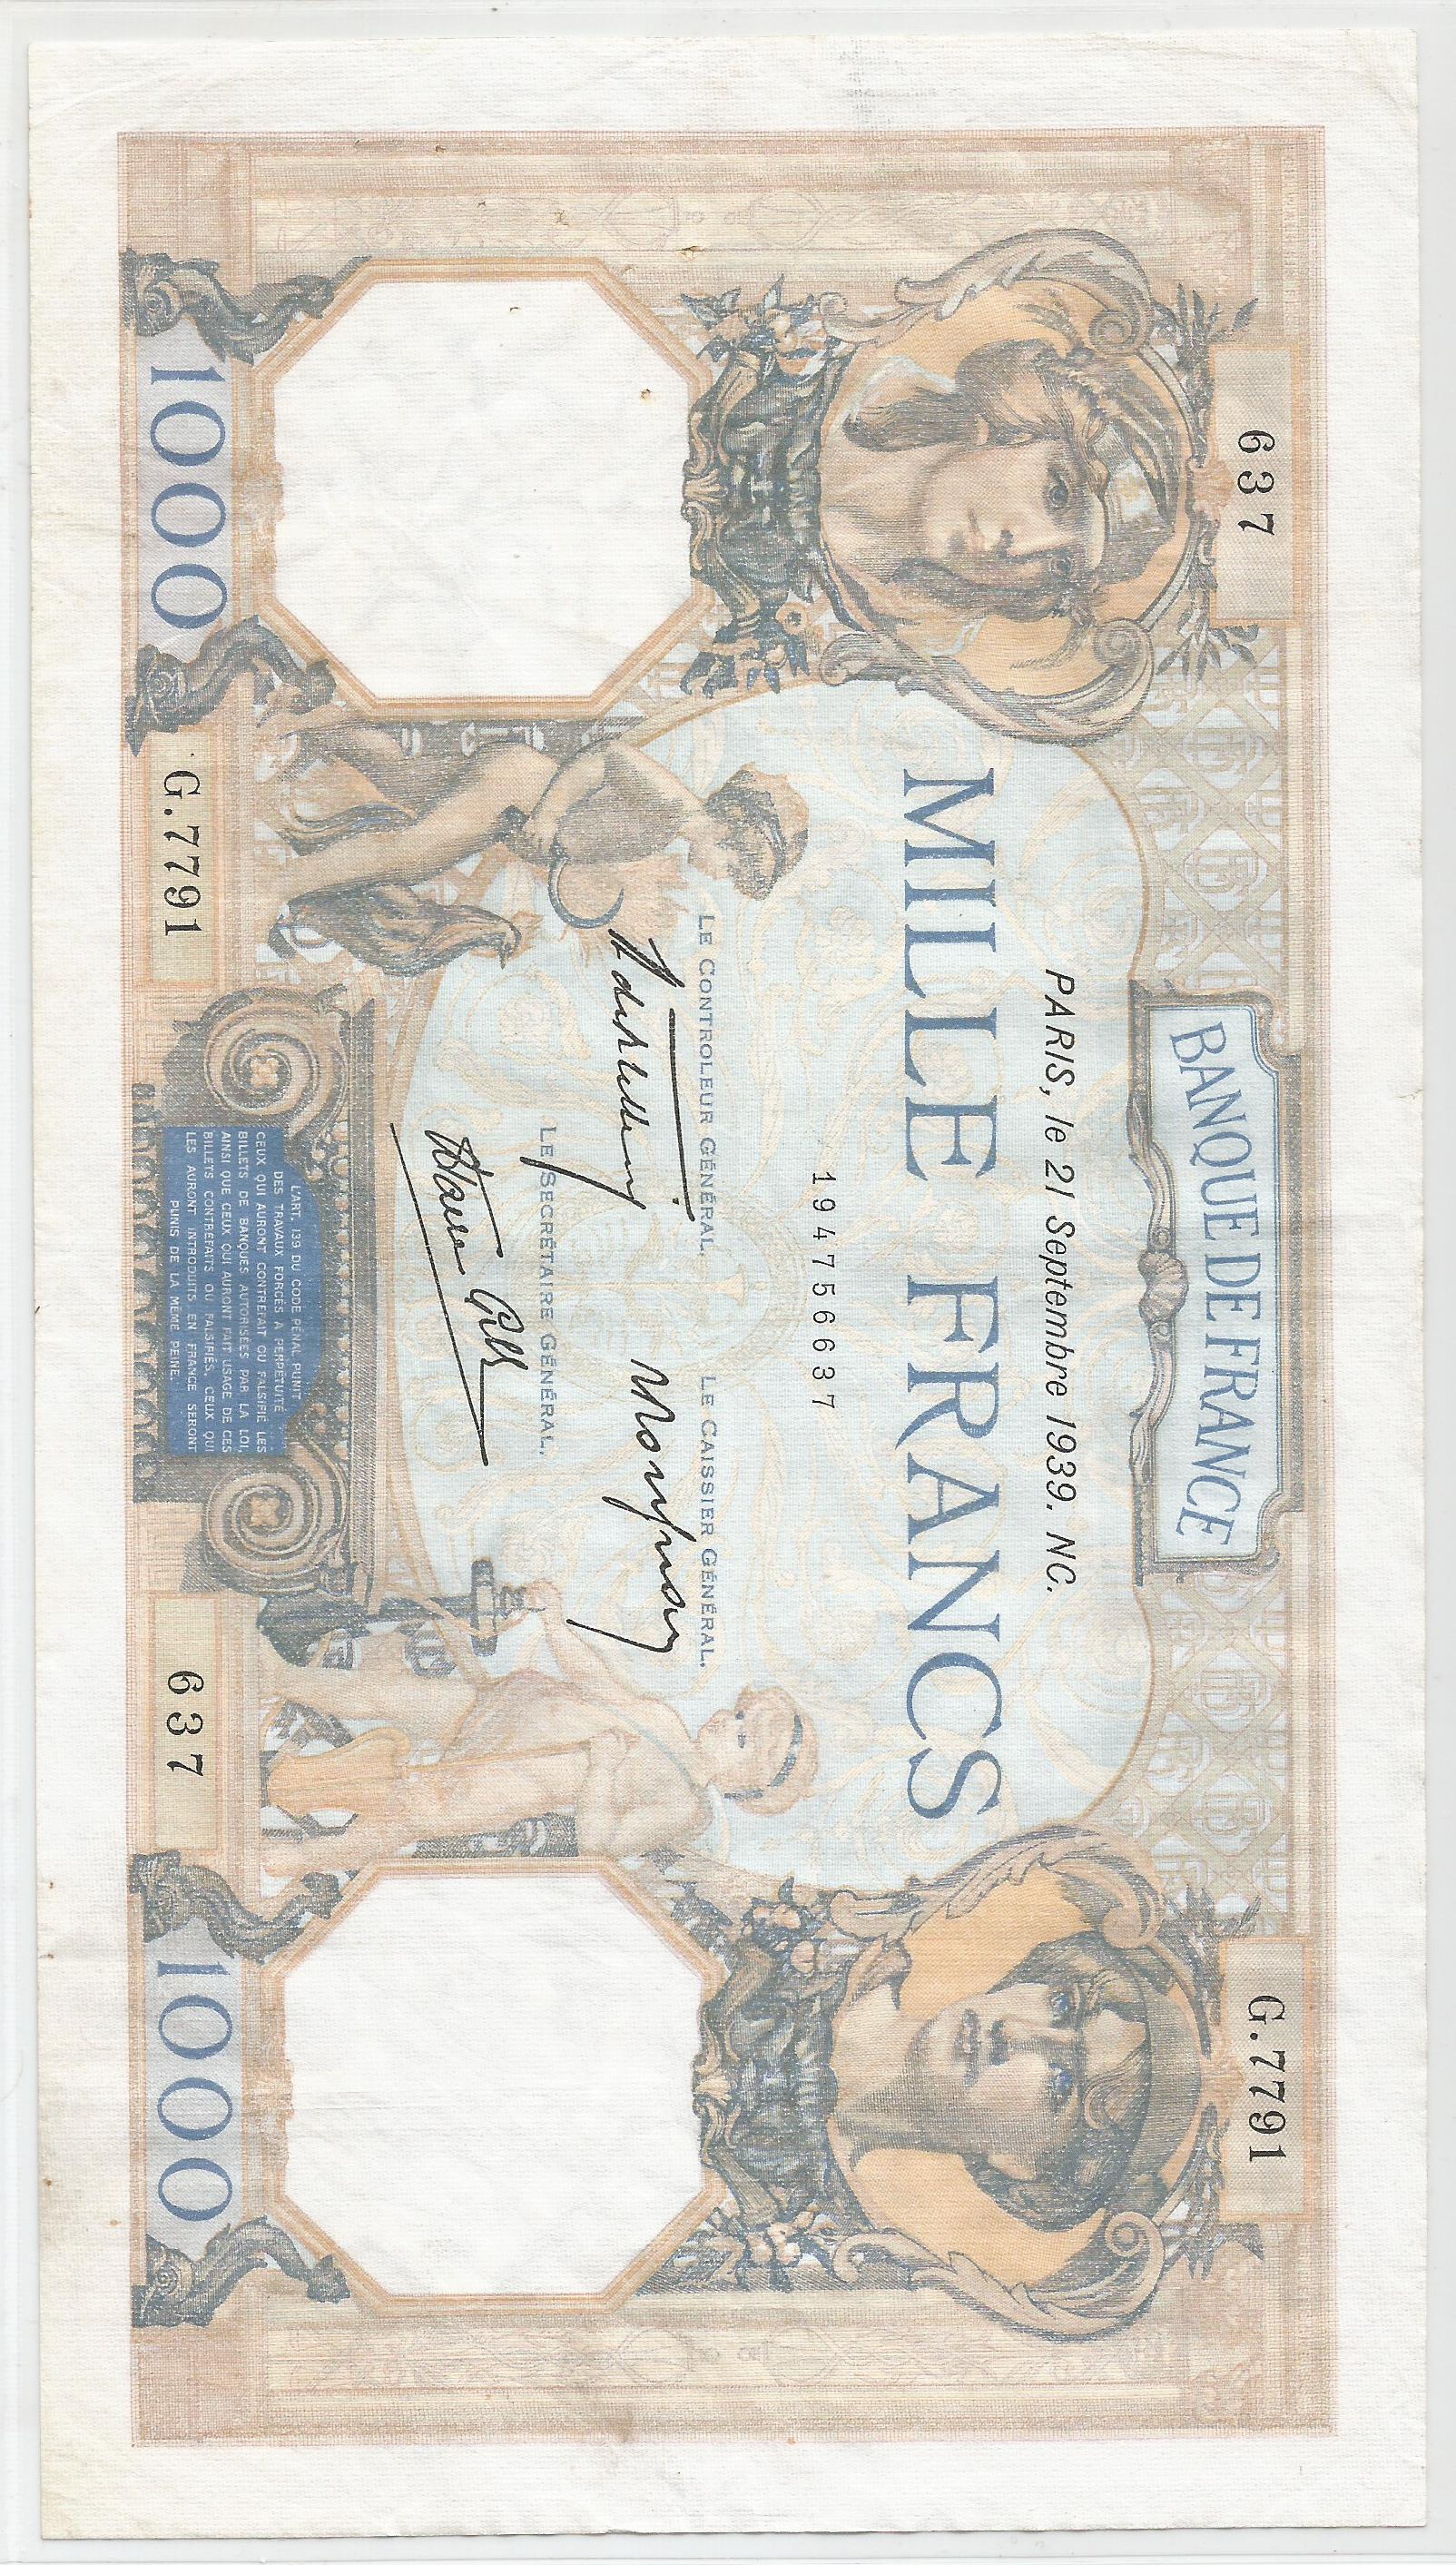 BANQUE DE FRANCE
637
G.7791
PARIS, le 21 Septembre 1939. NC.
MILLE FRANCS
194756637
LE CONTROLEUR GÉNÉRAL.
LE CAISSIER GÉNÉRAL.
LE SECRÉTAIRE GÉNÉRAL.
1000
G.7791
L'ART. 139 DU CODE PÉNAL PUNIT
DES TRAVAUX FORCÉS A PERPÉTUITÉ
CEUX QUI AURONT CONTREFAIT OU FALSIFIÉ LES
BILLETS DE BANQUES AUTORISÉES PAR LA LOI,
AINSI QUE CEUX QUI AURONT FAIT USAGE DE CES
BILLETS CONTREFAITS OU FALSIFIÉS. CEUX QUI
LES AURONT INTRODUITS EN FRANCE SERONT
PUNIS DE LA MÊME PEINE.
637
1000